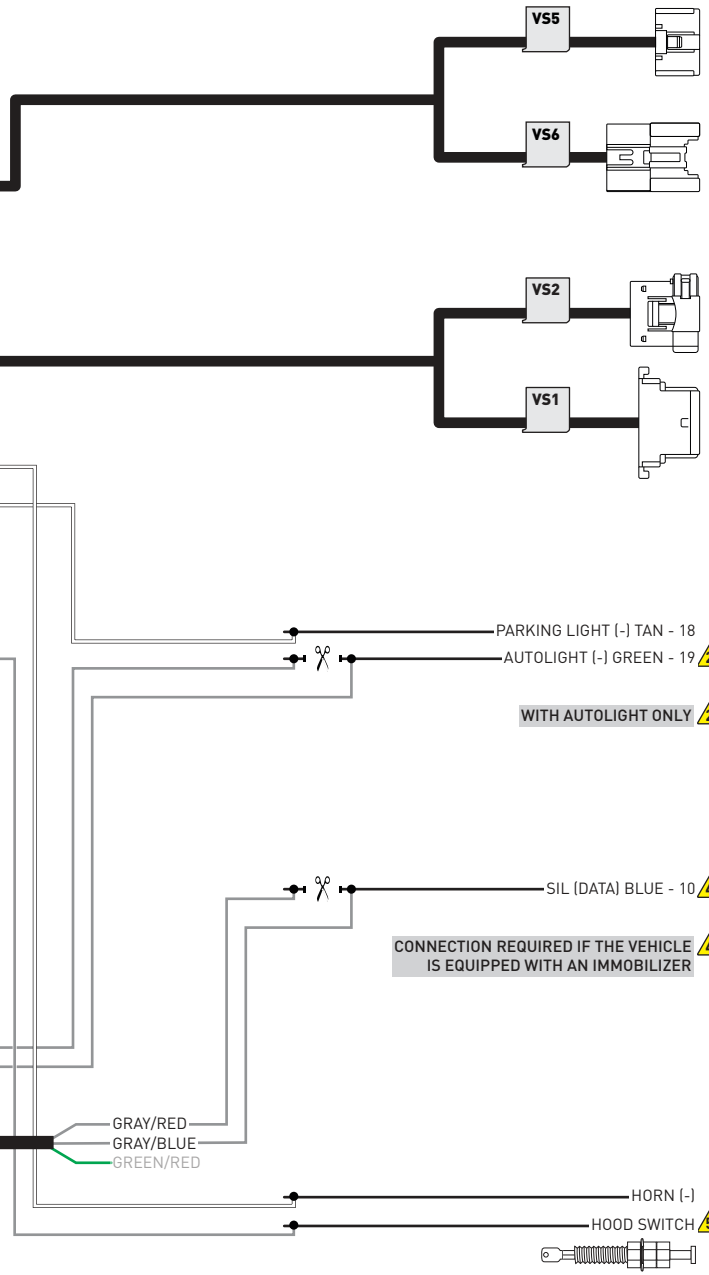 VS5
VS6
VS2
VS1
PARKING LIGHT (-) TAN - 18
AUTOLIGHT (-) GREEN - 19
WITH AUTOLIGHT ONLY
SIL (DATA) BLUE - 10
CONNECTION REQUIRED IF THE VEHICLE
IS EQUIPPED WITH AN IMMOBILIZER
GRAY/RED
GRAY/BLUE
GREEN/RED
HORN (-)
HOOD SWITCH